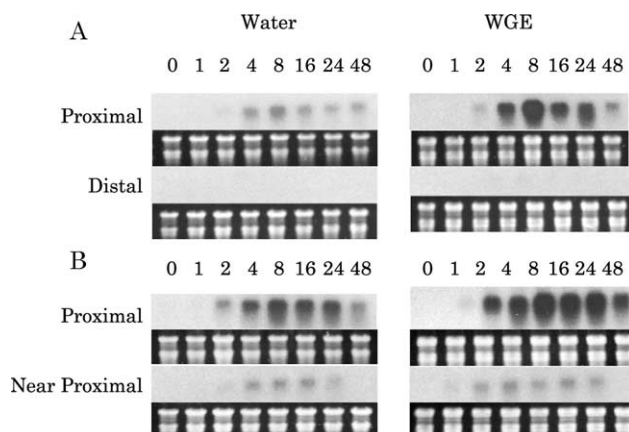 A Water WGE
0 1 2 4 8 16 24 48 0 1 2 4 8 16 24 48
Proximal
Distal
B 0 1 2 4 8 16 24 48 0 1 2 4 8 16 24 48
Proximal
Near Proximal